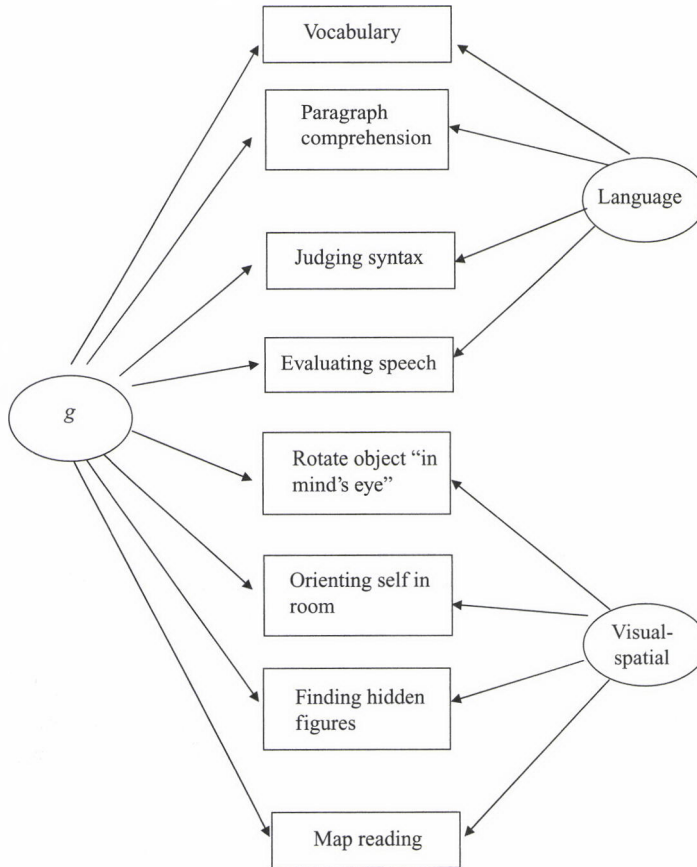 Vocabulary
Paragraph
comprehension
Language
Judging syntax
Evaluating speech
g
Rotate object “in
mind’s eye”
Orienting self in
room
Visual-
spatial
Finding hidden
figures
Map reading